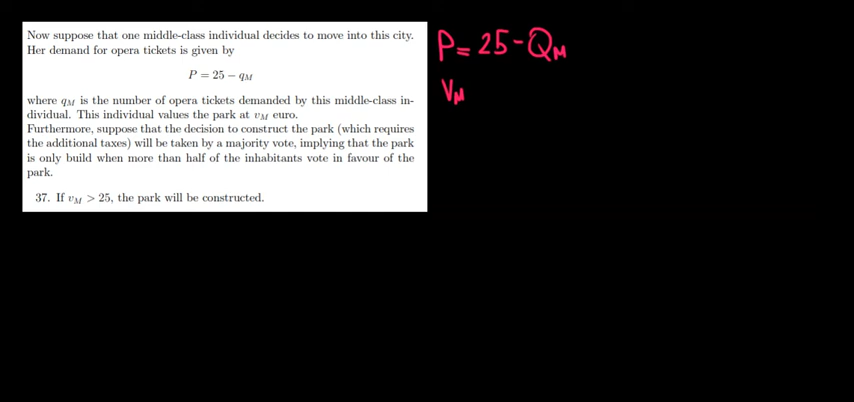 Now suppose that one middle-class individual decides to move into this city.
Her demand for opera tickets is given by
P = 25 − q_M
where q_M is the number of opera tickets demanded by this middle-class in-
dividual. This individual values the park at v_M euro.
Furthermore, suppose that the decision to construct the park (which requires
the additional taxes) will be taken by a majority vote, implying that the park
is only build when more than half of the inhabitants vote in favour of the
park.
37. If v_M > 25, the park will be constructed.
P = 25 - Q_M
V_M